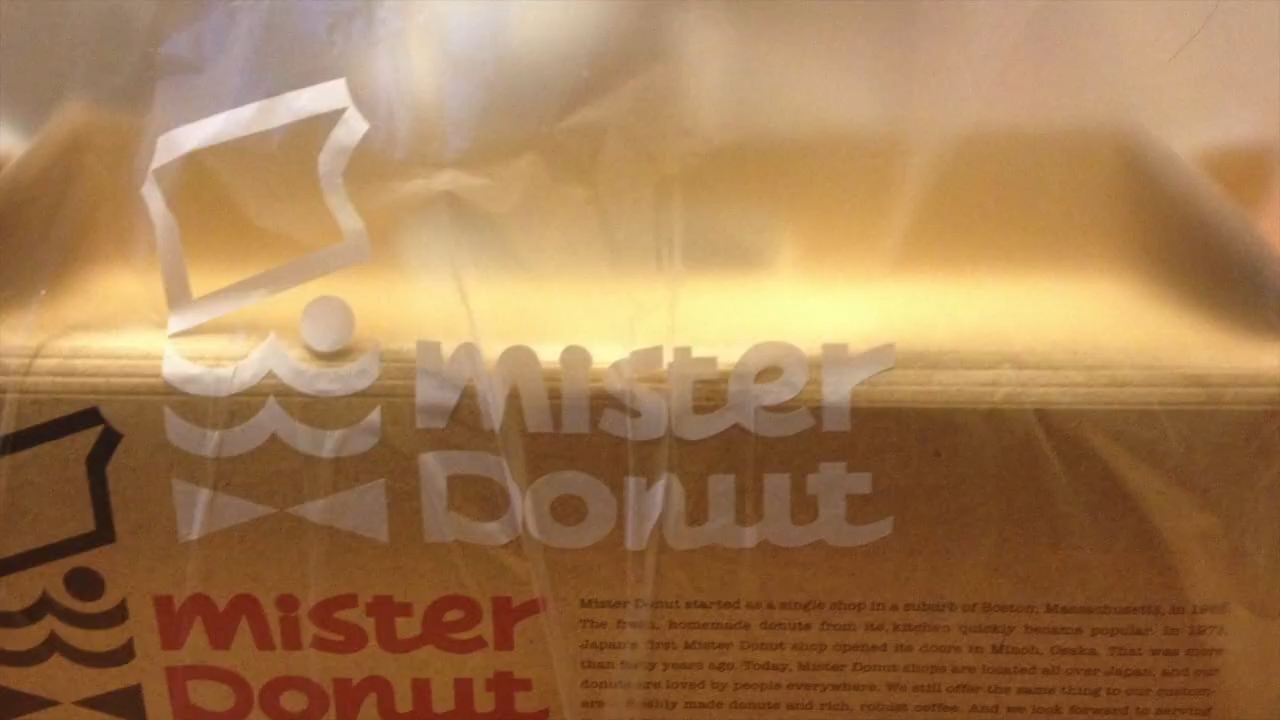 Mister
Donut
Mister
Donut
Mister Donut started as a single shop in a suburb of Boston, Massachusetts, in
The fresh, homemade donuts from its kitchen quickly became popular. In 1971,
Japan's first Mister Donut shop opened its doors in Minoh, Osaka. That was more
than forty years ago. Today, Mister Donut shops are located all over Japan, and our
donuts are loved by people everywhere. We still offer the same thing to our custom-
ers freshly made donuts and rich, robust coffee. And we look forward to serving